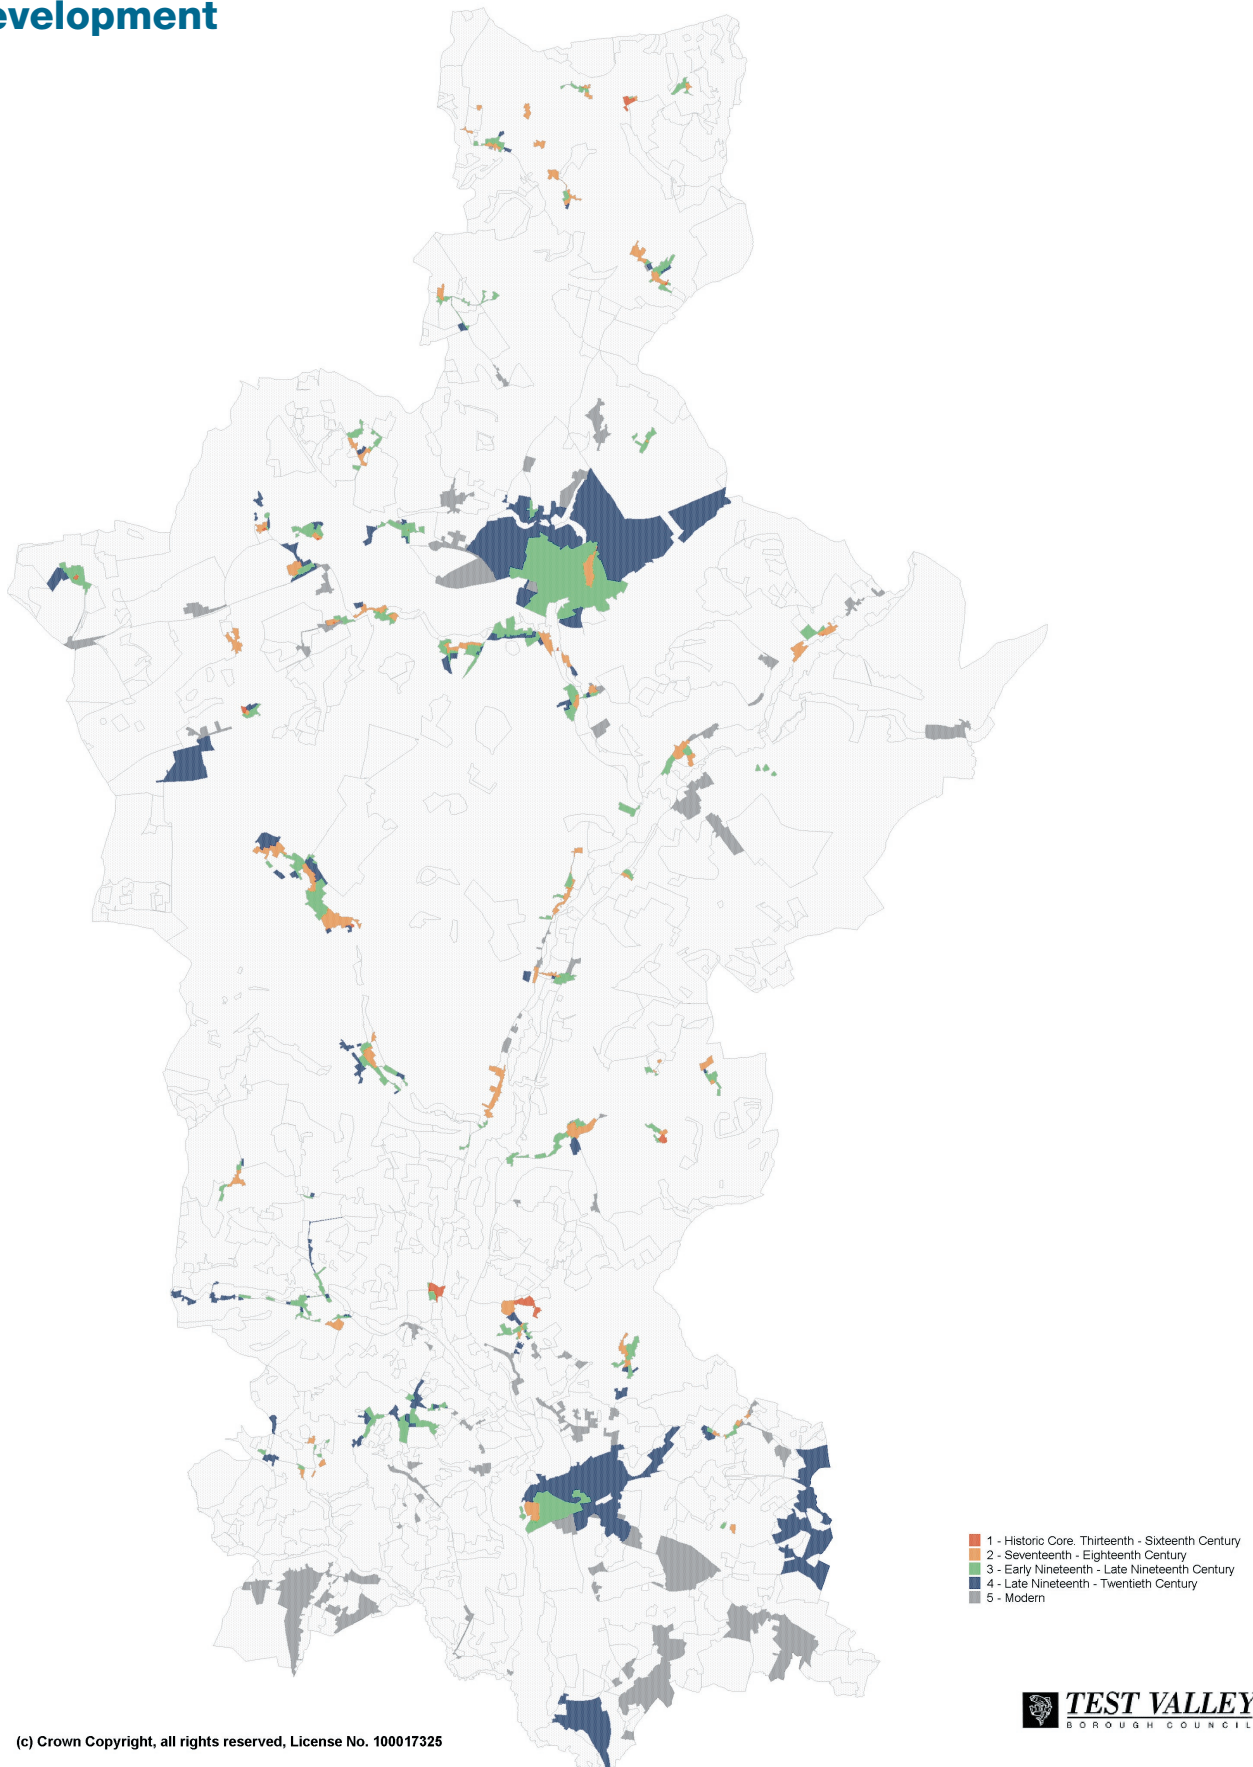 evelopment
1 - Historic Core. Thirteenth - Sixteenth Century
2 - Seventeenth - Eighteenth Century
3 - Early Nineteenth - Late Nineteenth Century
4 - Late Nineteenth - Twentieth Century
5 - Modern
TEST VALLEY
BOROUGH COUNCIL
(c) Crown Copyright, all rights reserved, License No. 100017325